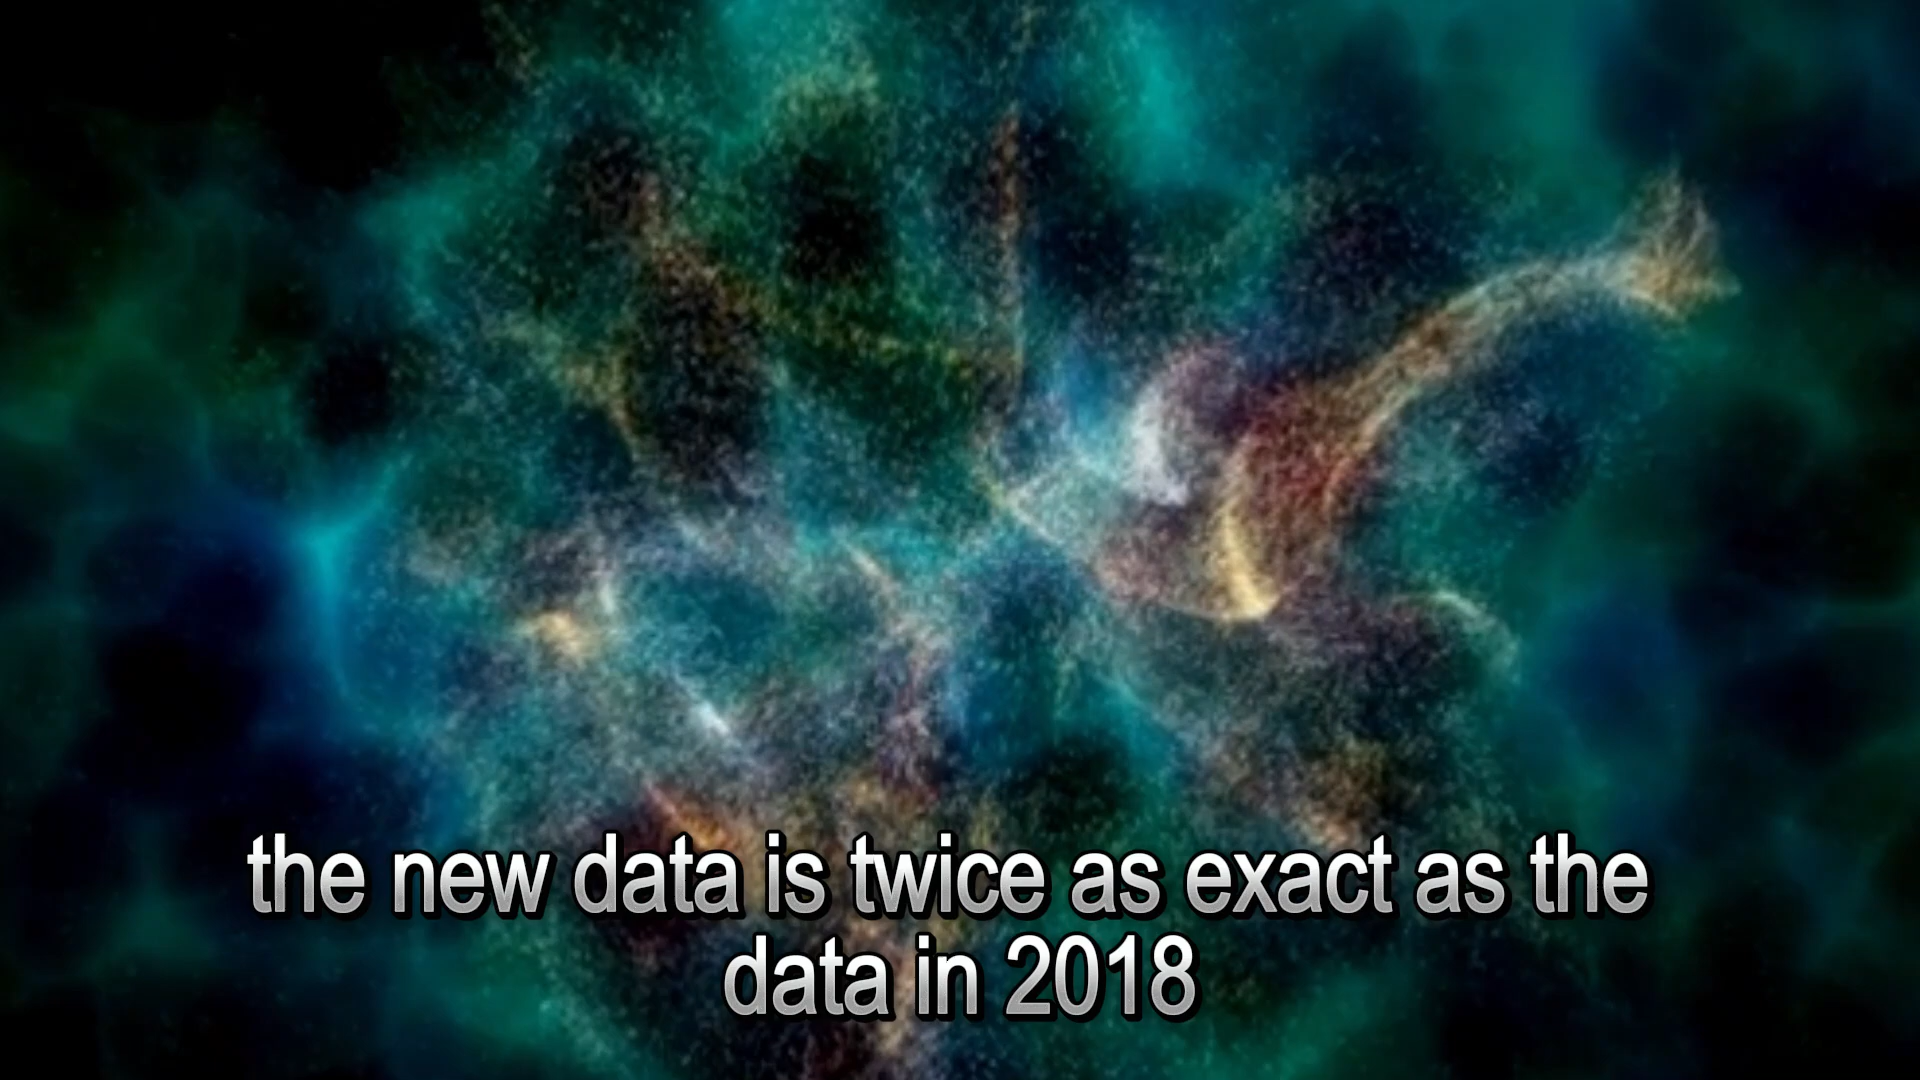 the new data is twice as exact as the
data in 2018